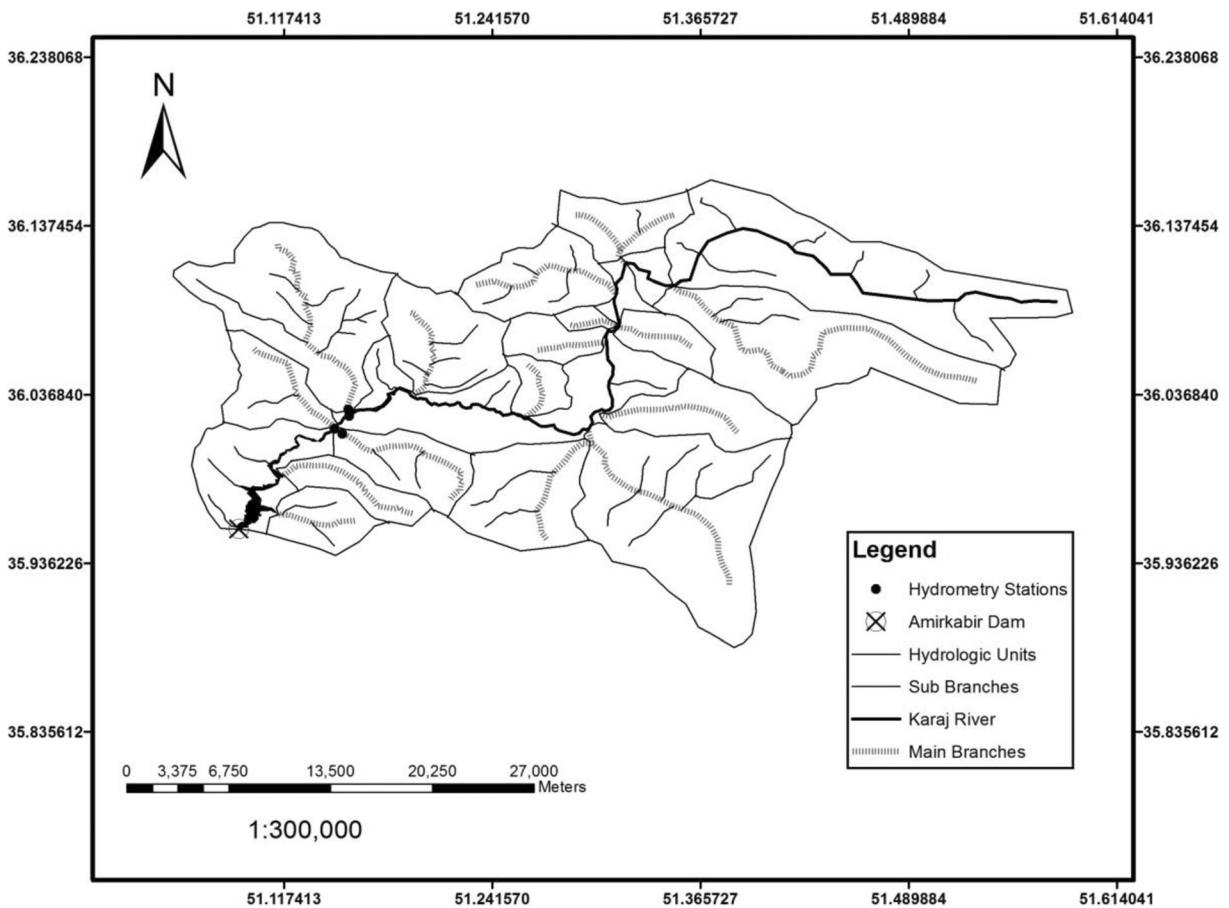 51.117413 51.241570 51.365727 51.489884 51.614041
36.238068 36.238068
N
36.137454 36.137454
36.036840 36.036840
35.936226 35.936226
Legend
Hydrometry Stations
Amirkabir Dam
Hydrologic Units
Sub Branches
Karaj River
Main Branches
35.835612 35.835612
0 3,375 6,750 13,500 20,250 27,000
Meters
1:300,000
51.117413 51.241570 51.365727 51.489884 51.614041